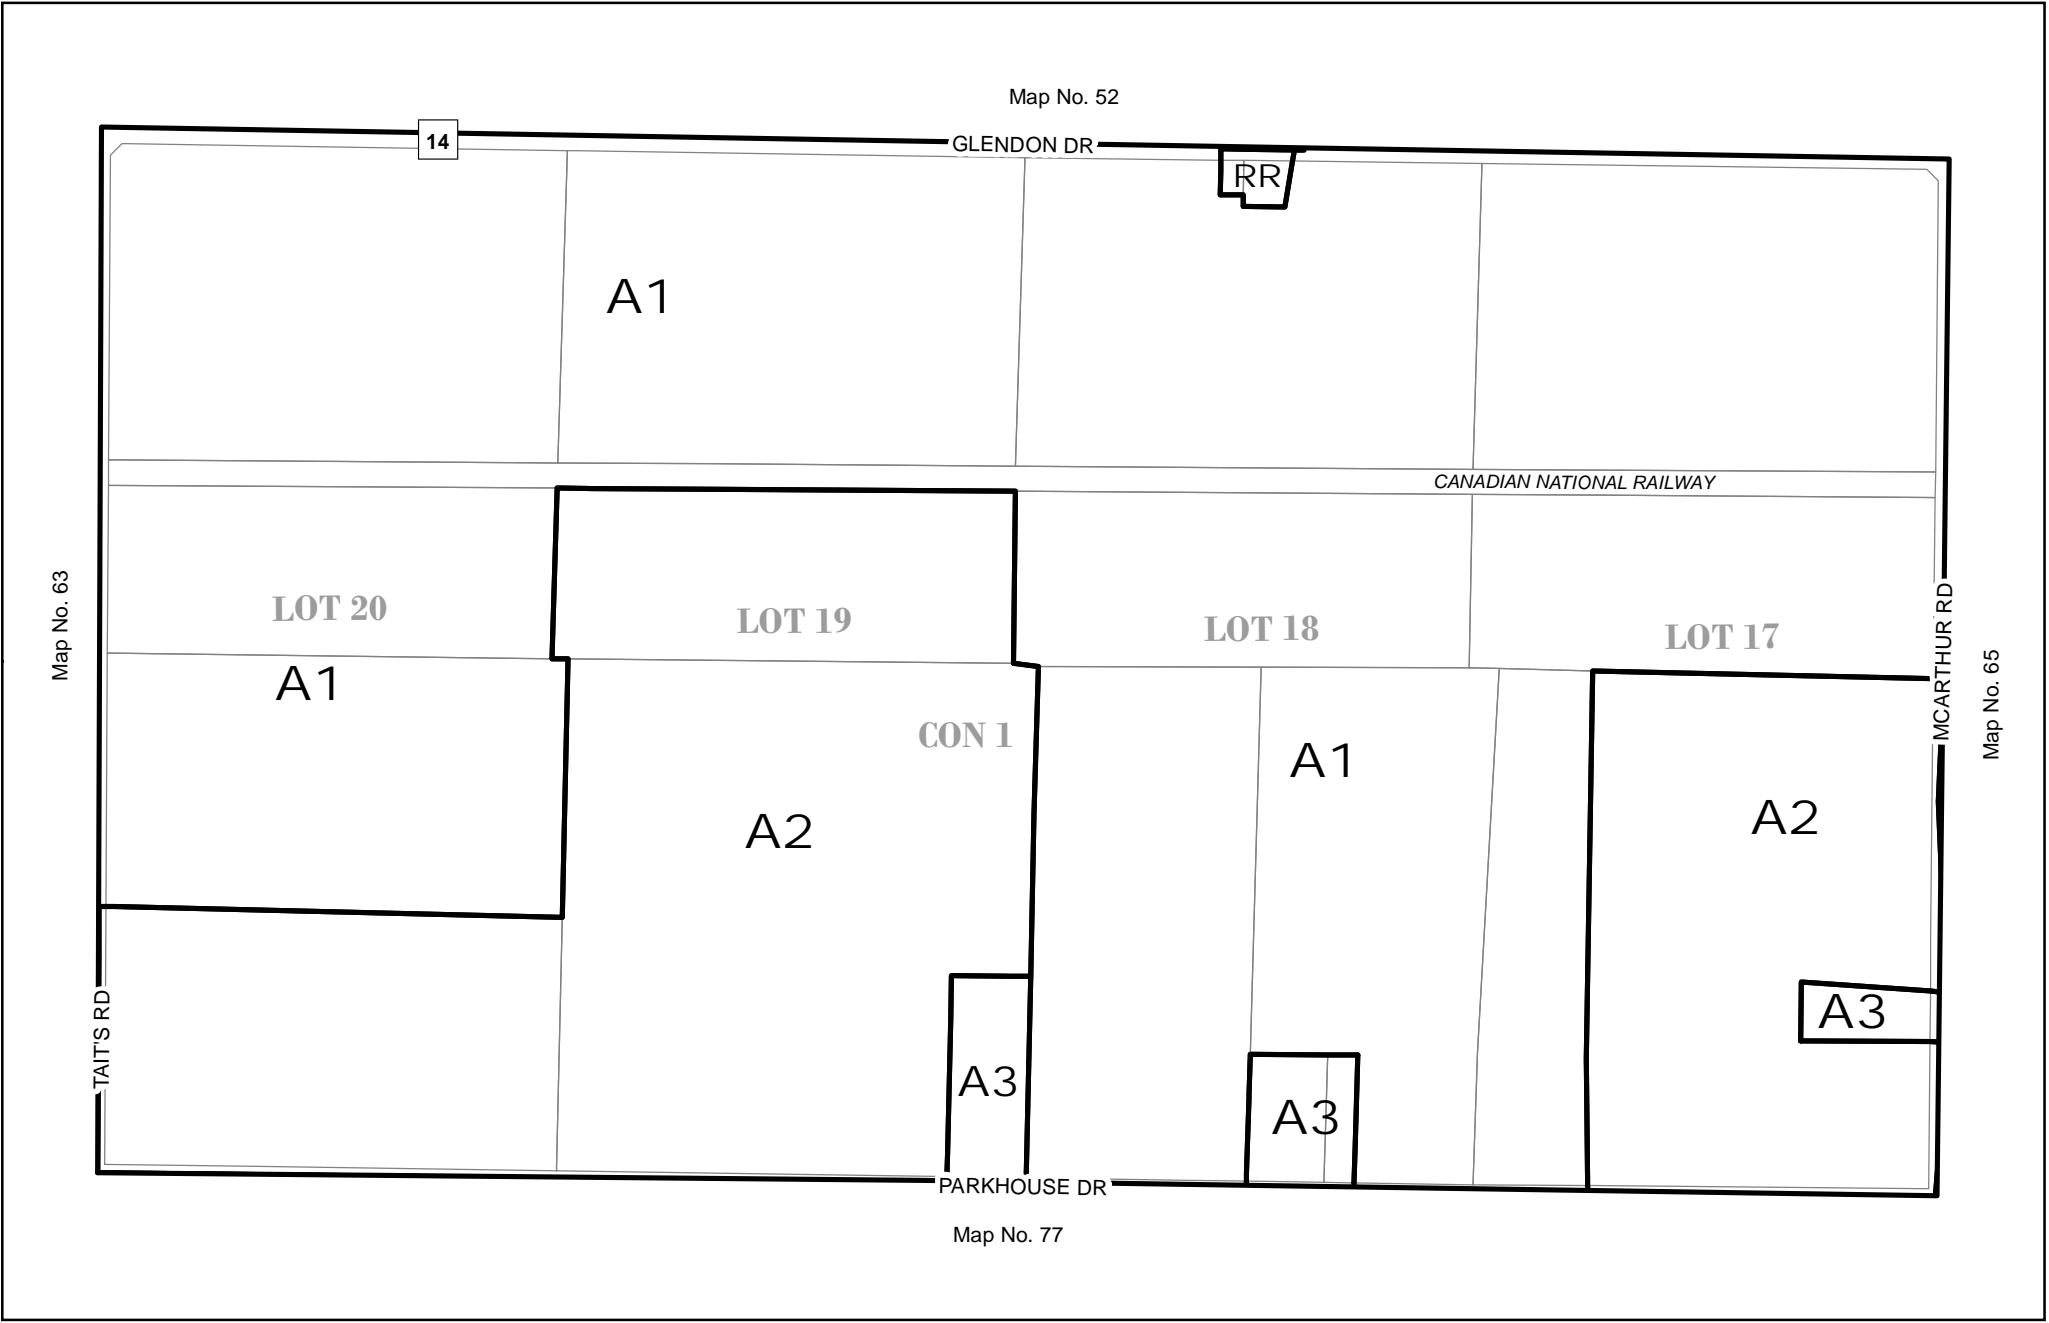 Map No. 52
14
GLENDON DR
RR
A1
CANADIAN NATIONAL RAILWAY
Map No. 63
LOT 20
LOT 19
LOT 18
LOT 17
MCARTHUR RD
Map No. 65
A1
CON 1
A1
A2
A2
TAIT'S RD
A3
A3
A3
PARKHOUSE DR
Map No. 77